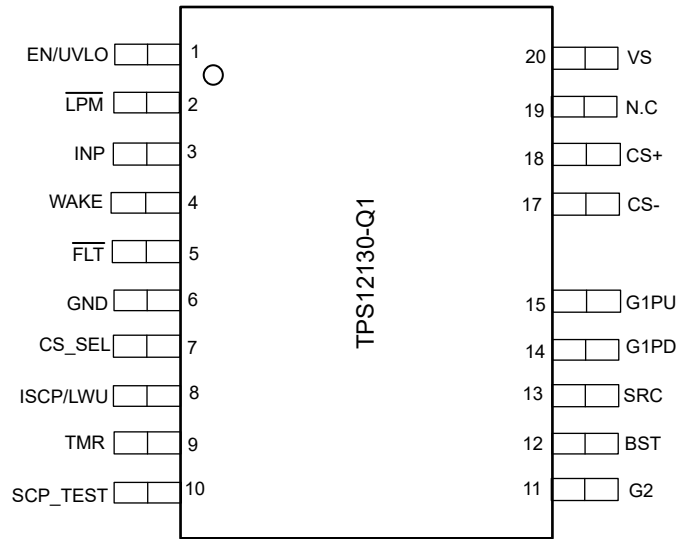 EN/UVLO 1 20 VS
LPM 2 19 N.C
INP 3 18 CS+
WAKE 4 17 CS-
FLT 5
GND 6 15 G1PU
CS_SEL 7 14 G1PD
ISCP/LWU 8 13 SRC
TMR 9 12 BST
SCP_TEST 10 11 G2
TPS12130-Q1